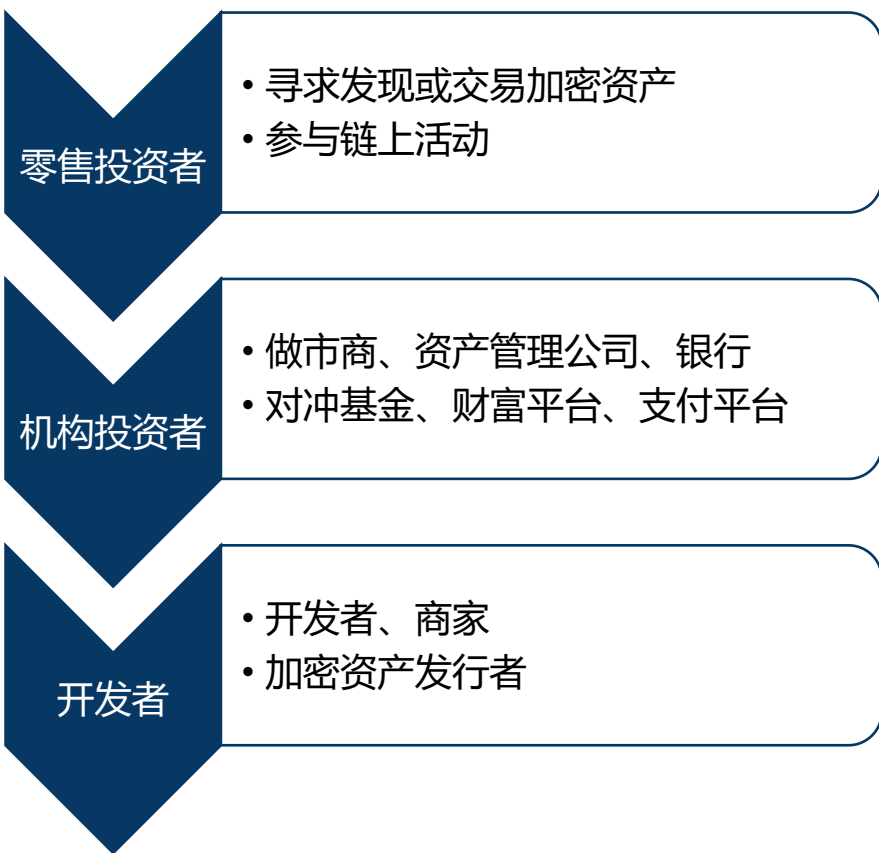 零售投资者
• 寻求发现或交易加密资产
• 参与链上活动
机构投资者
• 做市商、资产管理公司、银行
• 对冲基金、财富平台、支付平台
开发者
• 开发者、商家
• 加密资产发行者